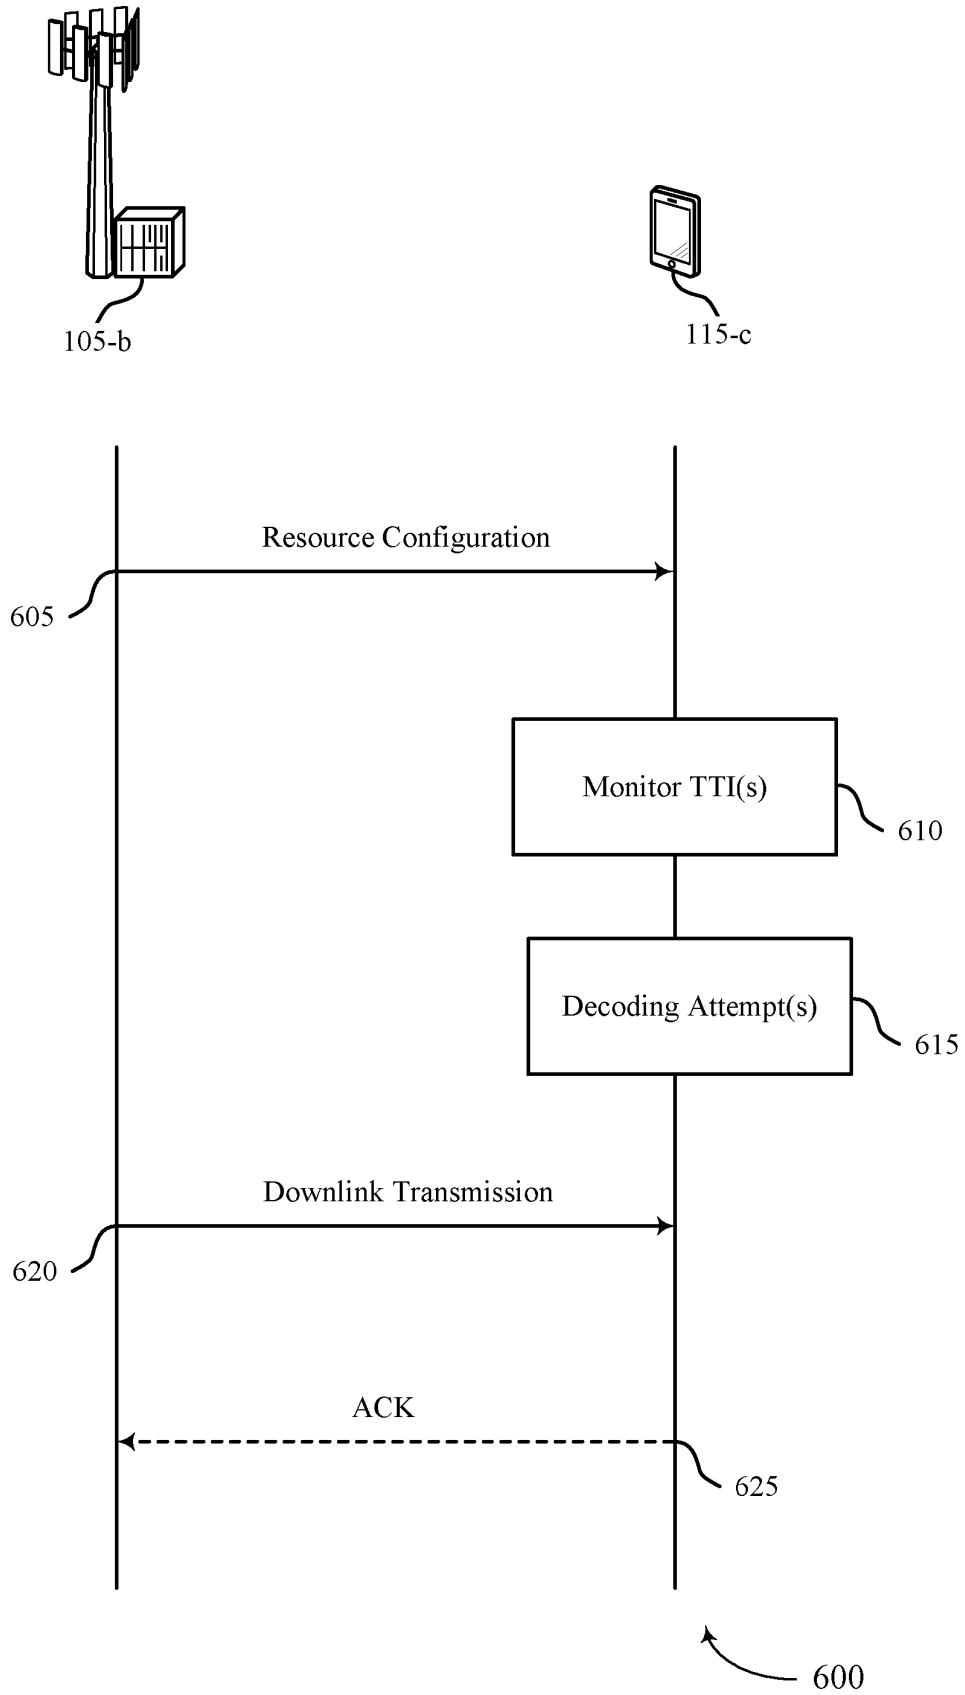 105-b
115-c
Resource Configuration
605
Monitor TTI(s)
610
Decoding Attempt(s)
615
Downlink Transmission
620
ACK
625
600